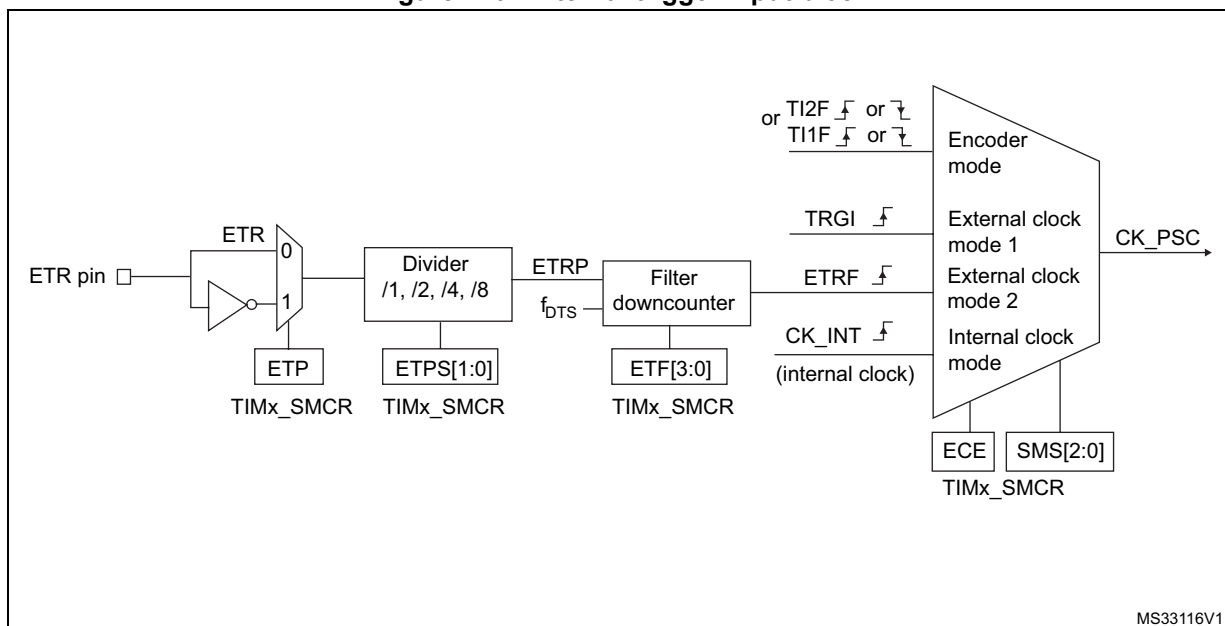 or TI2F or
TI1F or
Encoder
mode
TRGI
External clock
mode 1
CK_PSC
ETR
0
ETR pin
1
Divider
/1, /2, /4, /8
ETRP
fDTS
Filter
downcounter
ETRF
External clock
mode 2
CK_INT
(internal clock)
Internal clock
mode
ETP
TIMx_SMCR
ETPS[1:0]
TIMx_SMCR
ETF[3:0]
TIMx_SMCR
ECE
SMS[2:0]
TIMx_SMCR
MS33116V1